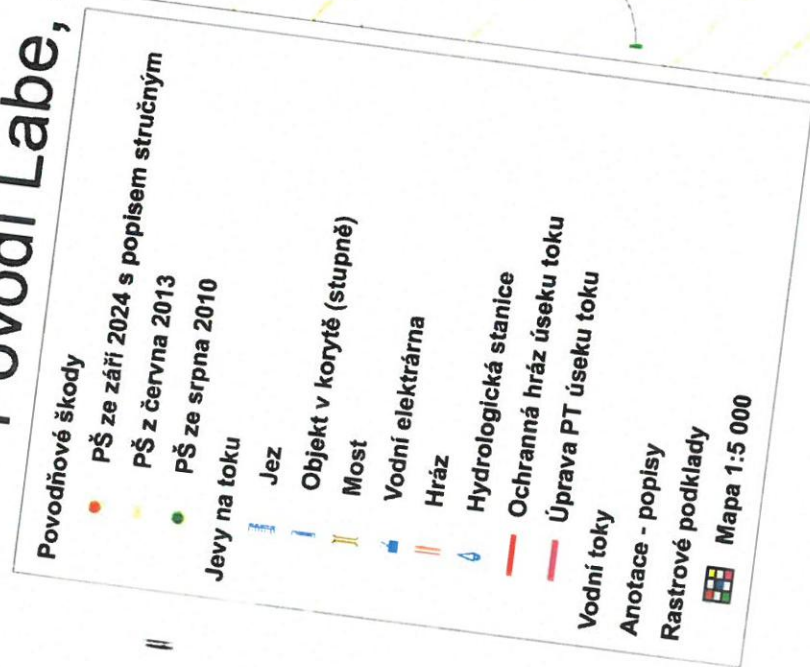 Povodí Labe,
Povodňové škody
PŠ ze září 2024 s popisem stručným
PŠ z června 2013
PŠ ze srpna 2010
Jevy na toku
Jez
Objekt v korytě (stupně)
Most
Vodní elektrárna
Hráz
Hydrologická stanice
Ochranná hráz úseku toku
Úprava PT úseku toku
Vodní toky
Anotace - popisy
Rastrové podklady
Mapa 1:5 000